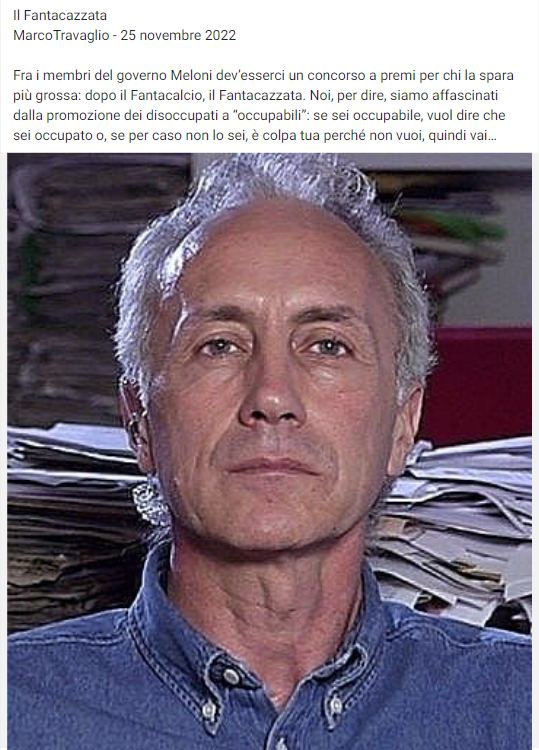 Il Fantacazzata
MarcoTravaglio - 25 novembre 2022
Fra i membri del governo Meloni dev'esserci un concorso a premi per chi la spara
più grossa: dopo il Fantacalcio, il Fantacazzata. Noi, per dire, siamo affascinati
dalla promozione dei disoccupati a “occupabili”: se sei occupabile, vuol dire che
sei occupato o, se per caso non lo sei, è colpa tua perché non vuoi, quindi vai…